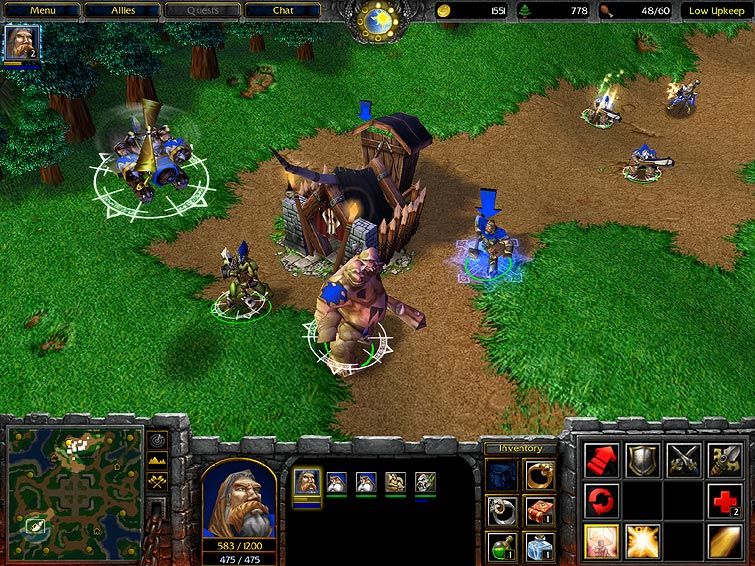 Menu Allies Quests Chat 1551 778 48/60 Low Upkeep
2
Inventory
583 / 1200
475 / 475
1
1 1
2